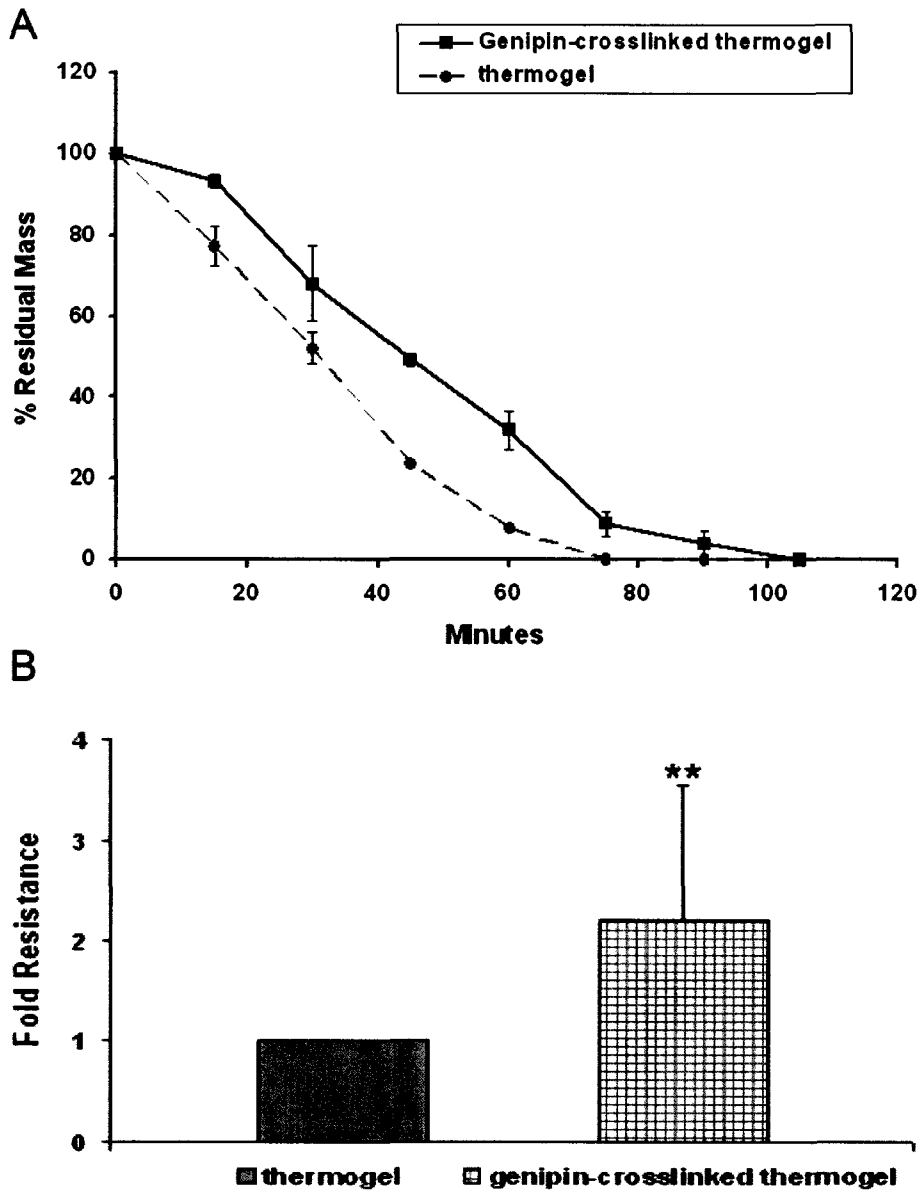 A
Genipin-crosslinked thermogel
thermogel
120
100
80
60
40
20
0
% Residual Mass
0 20 40 60 80 100 120
Minutes
B
4
3
2
1
0
Fold Resistance
**
thermogel genipin-crosslinked thermogel